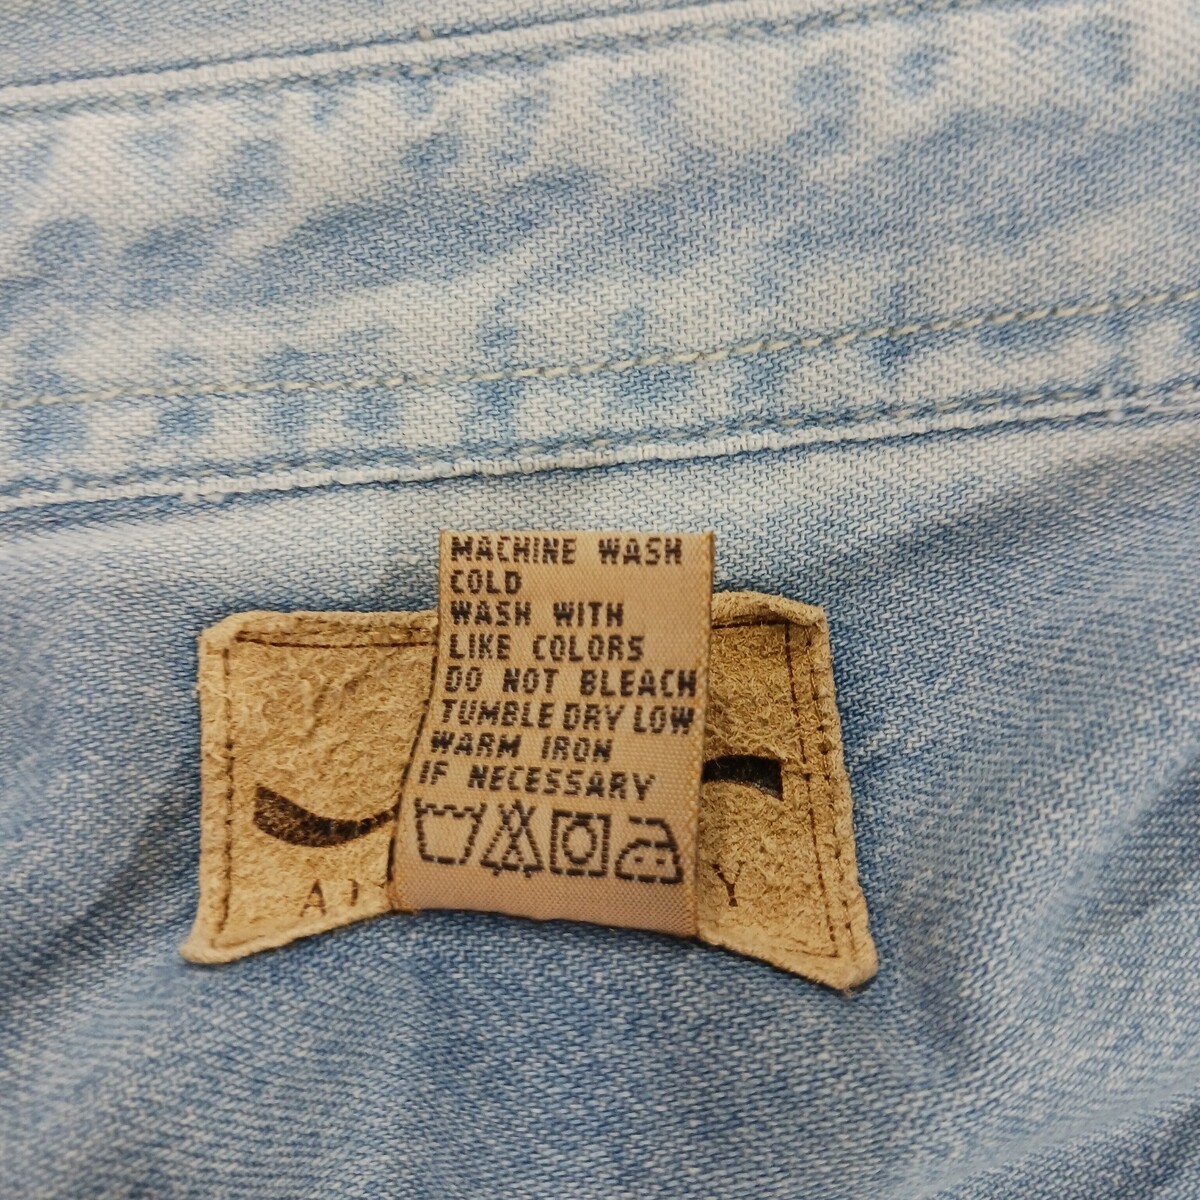 MACHINE WASH
COLD
WASH WITH
LIKE COLORS
DO NOT BLEACH
TUMBLE DRY LOW
WARM IRON
IF NECESSARY